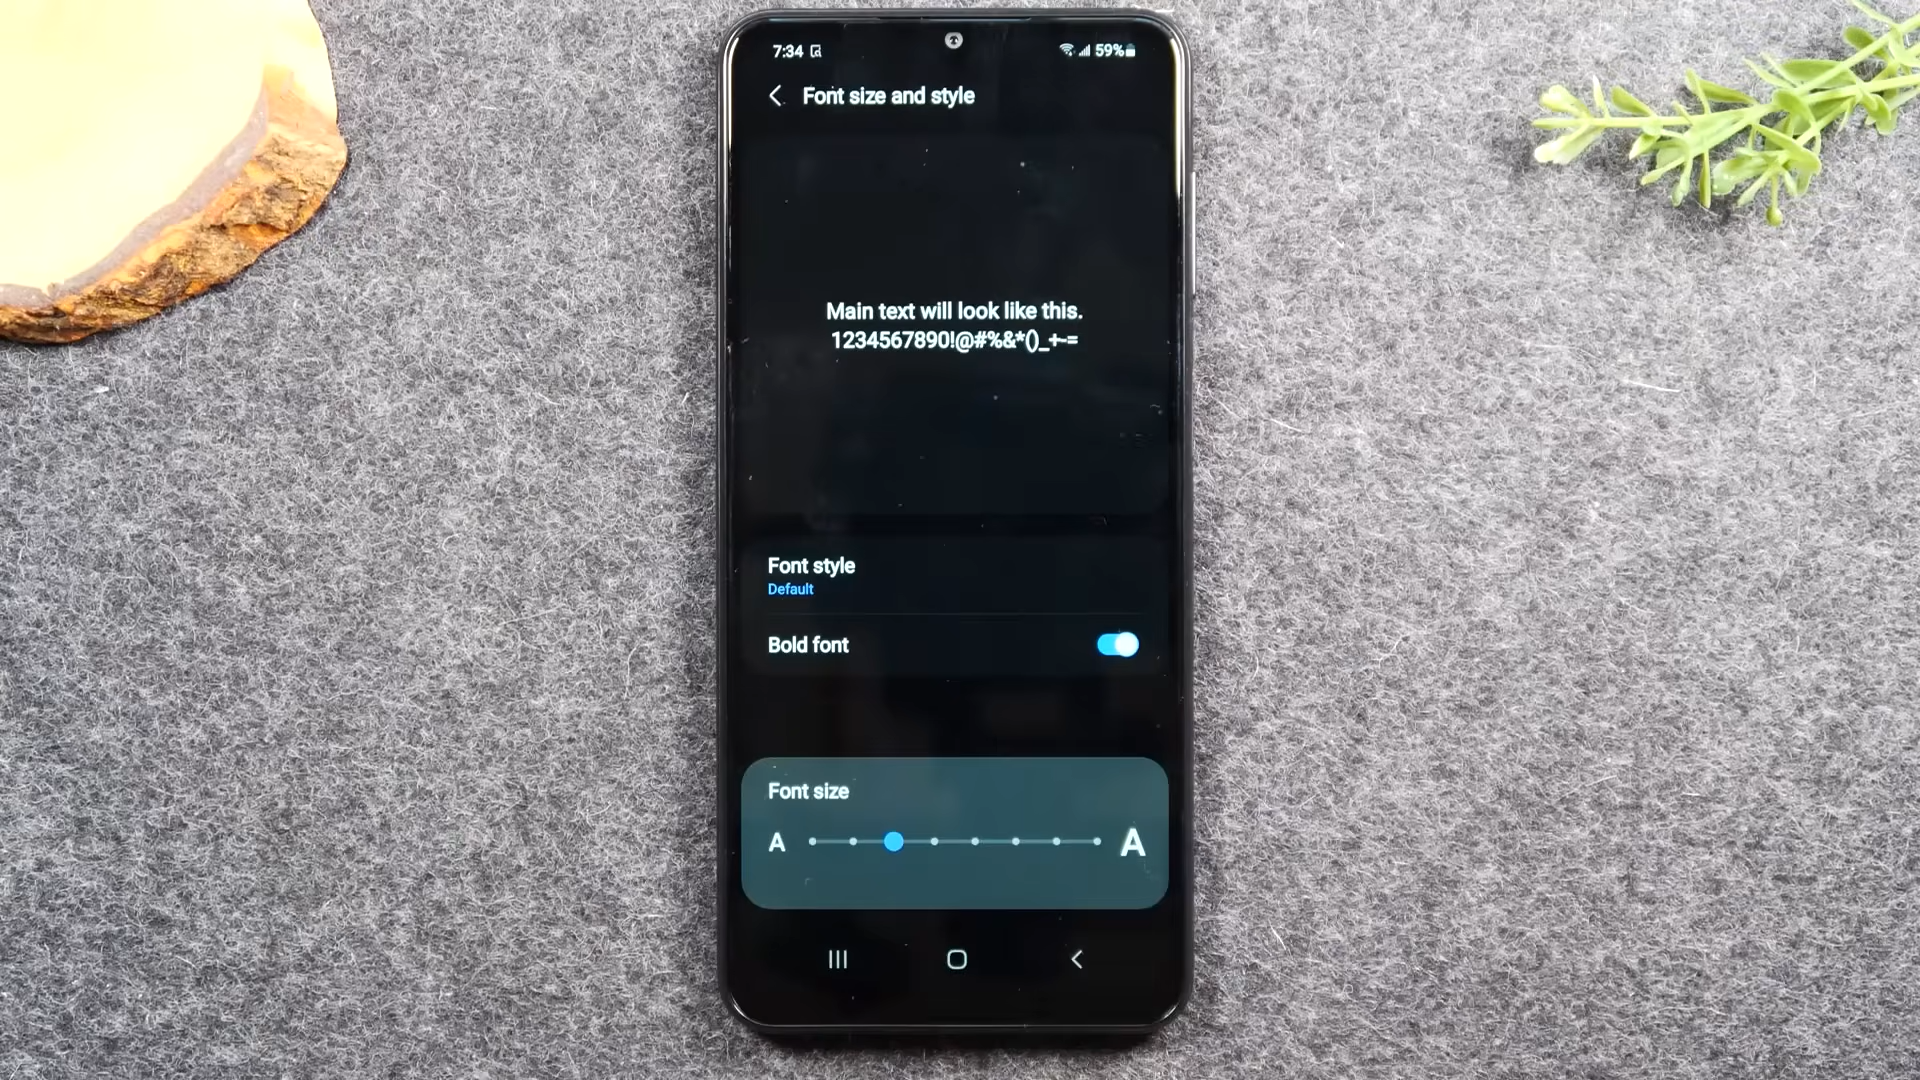 7:34 59%
Font size and style
Main text will look like this.
1234567890!@#%&*()_+-=
Font style
Default
Bold font
Font size
A A